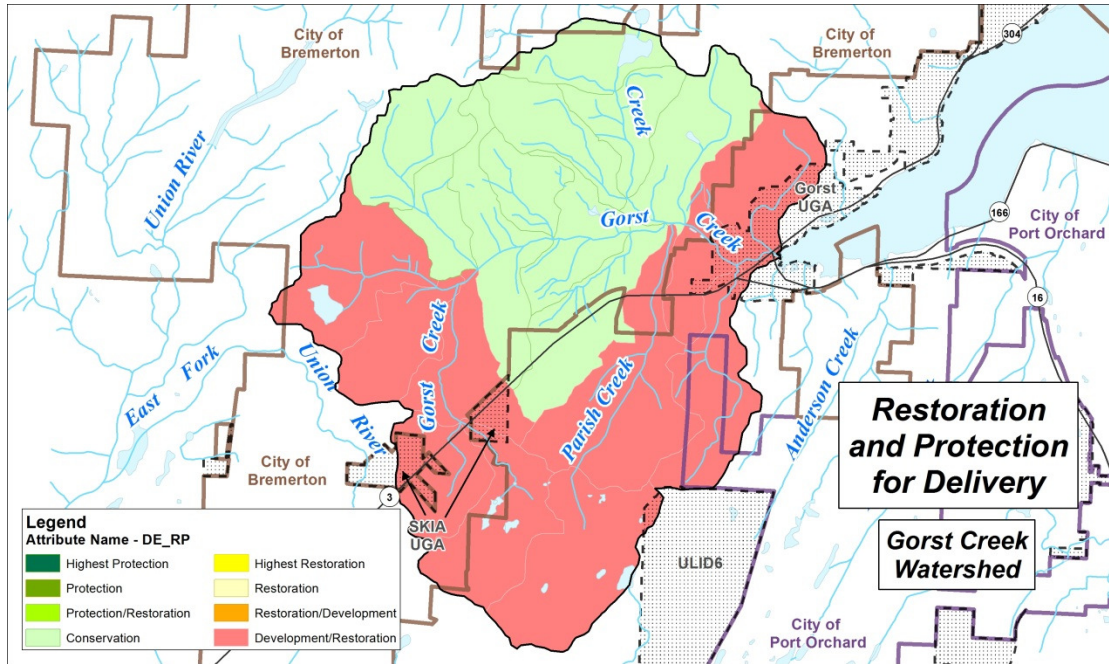 City of
Bremerton
City of
Bremerton
304
Creek
Union River
Gorst
UGA
Gorst
Creek
166
City of
Port Orchard
16
Creek
East Fork
Union
River
Gorst
Parish Creek
Anderson Creek
Restoration
and Protection
for Delivery
City of
Bremerton
3
SKIA
UGA
ULID6
Gorst Creek
Watershed
City of
Port Orchard
Legend
Attribute Name - DE_RP
Highest Protection
Protection
Protection/Restoration
Conservation
Highest Restoration
Restoration
Restoration/Development
Development/Restoration